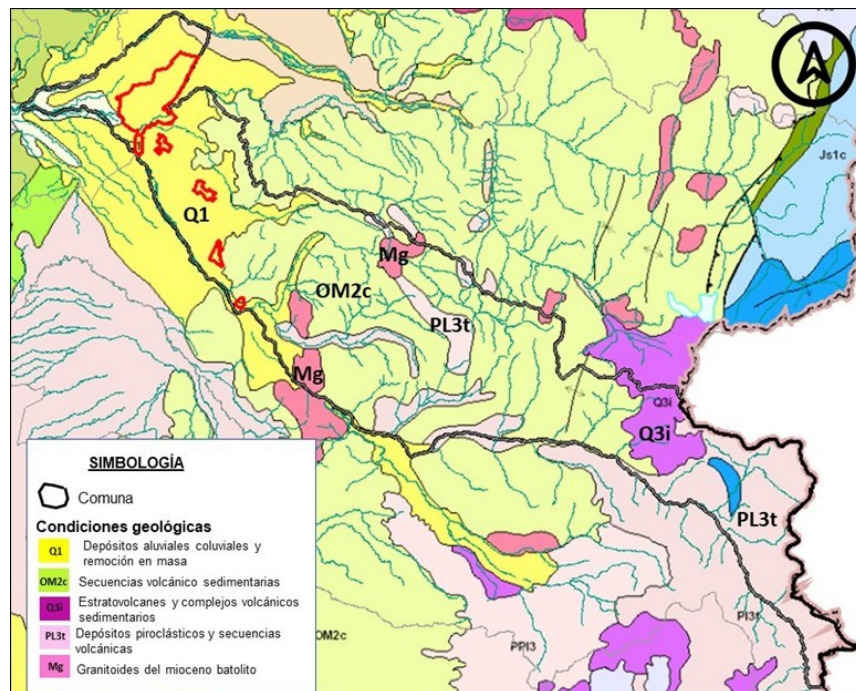 Js1c
Q1
Mg
OM2c
PL3t
Mg
Q3i
Q3i
PL3t
PI3t
OM2c
PPI3
SIMBOLOGÍA
Comuna
Condiciones geológicas
Q1 Depósitos aluviales coluviales y
remoción en masa
OM2c Secuencias volcánico sedimentarias
Q3i Estratovolcanes y complejos volcánicos
sedimentarios
PL3t Depósitos piroclásticos y secuencias
volcánicas
Mg Granitoides del mioceno batolito